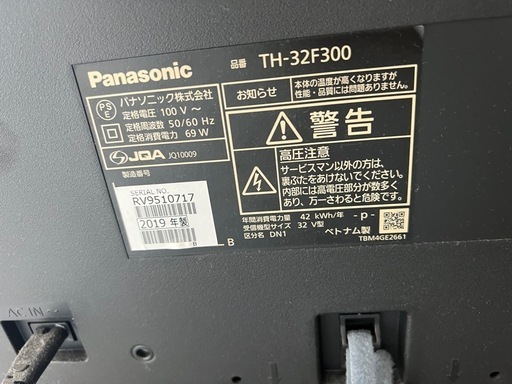 Panasonic
品番 TH-32F300
PS
E
パナソニック株式会社
定格電圧 100 V ～
定格周波数 50/60 Hz
定格消費電力 69 W
JQA JQ10009
製造番号
SERIAL NO.
RV9510717
2019 年製
お知らせ
本体の温度が高くなりますが
性能・品質には問題ありません。
警告
高圧注意
サービスマン以外の方は、
裏ぶたをあけないでください。
内部には高電圧部分が数多く
あり、万一さわると危険です。
年間消費電力量 42 kWh/年 - p -
受信機型サイズ 32 V型
区分名 DN1
ベトナム製
TBM4GE2661
B
B
AC IN ~